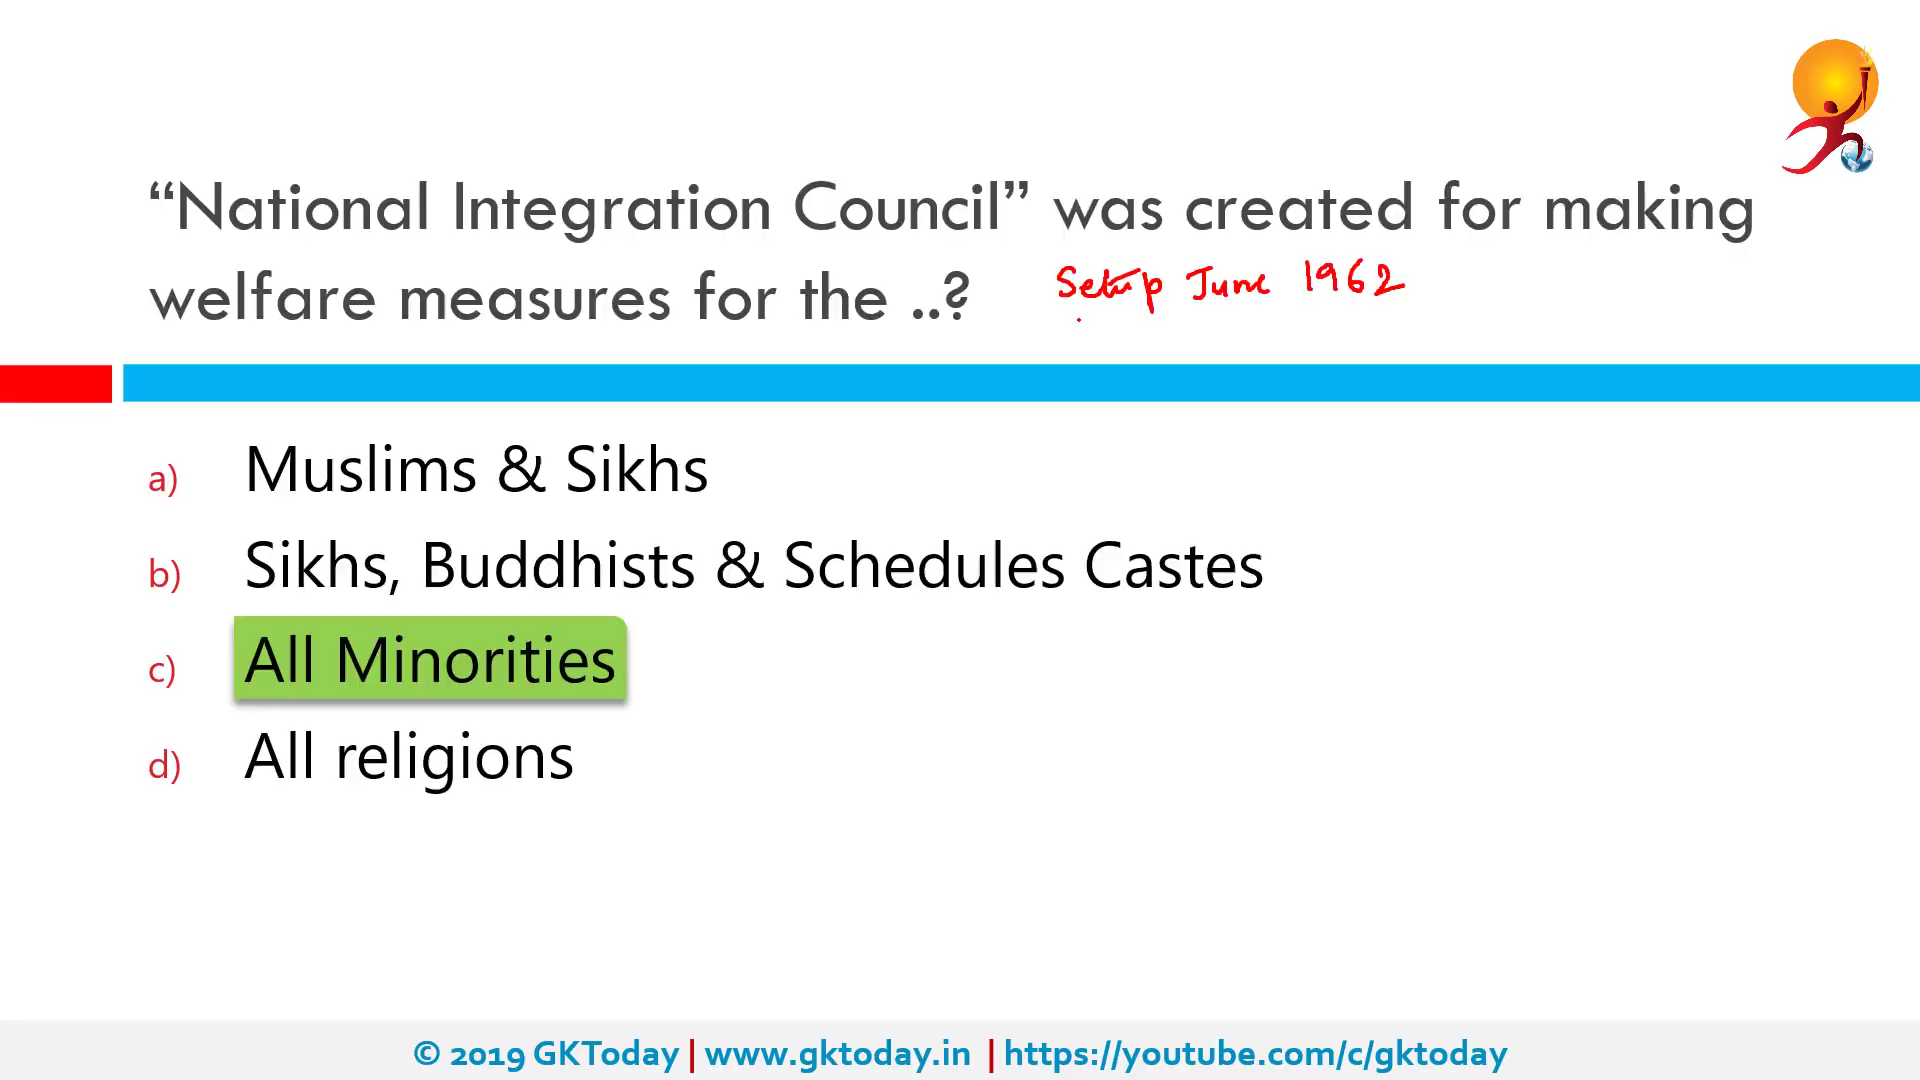 “National Integration Council” was created for making
welfare measures for the ..?
Setup June 1962
a) Muslims & Sikhs
b) Sikhs, Buddhists & Schedules Castes
c) All Minorities
d) All religions
© 2019 GKToday | www.gktoday.in | https://youtube.com/c/gktoday